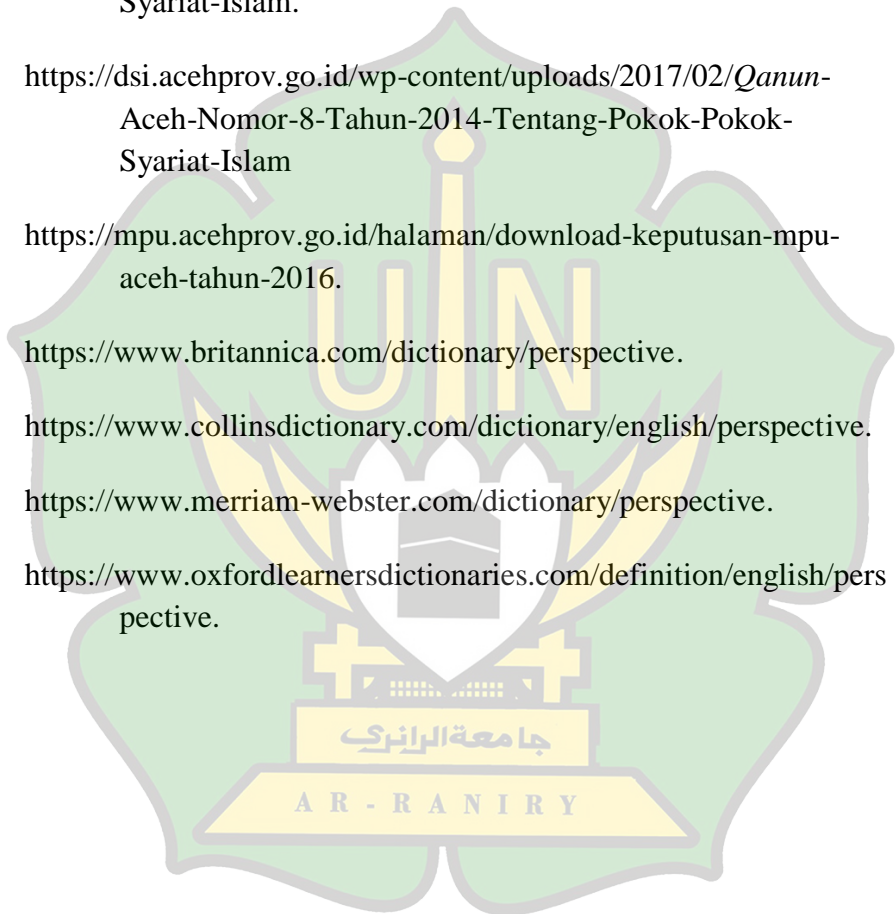 Syariat-Islam.
https://dsi.acehprov.go.id/wp-content/uploads/2017/02/Qanun-
Aceh-Nomor-8-Tahun-2014-Tentang-Pokok-Pokok-
Syariat-Islam
https://mpu.acehprov.go.id/halaman/download-keputusan-mpu-
aceh-tahun-2016.
https://www.britannica.com/dictionary/perspective.
https://www.collinsdictionary.com/dictionary/english/perspective.
https://www.merriam-webster.com/dictionary/perspective.
https://www.oxfordlearnersdictionaries.com/definition/english/pers
pective.
UIN
جامعة الرانري
AR-RANIRY